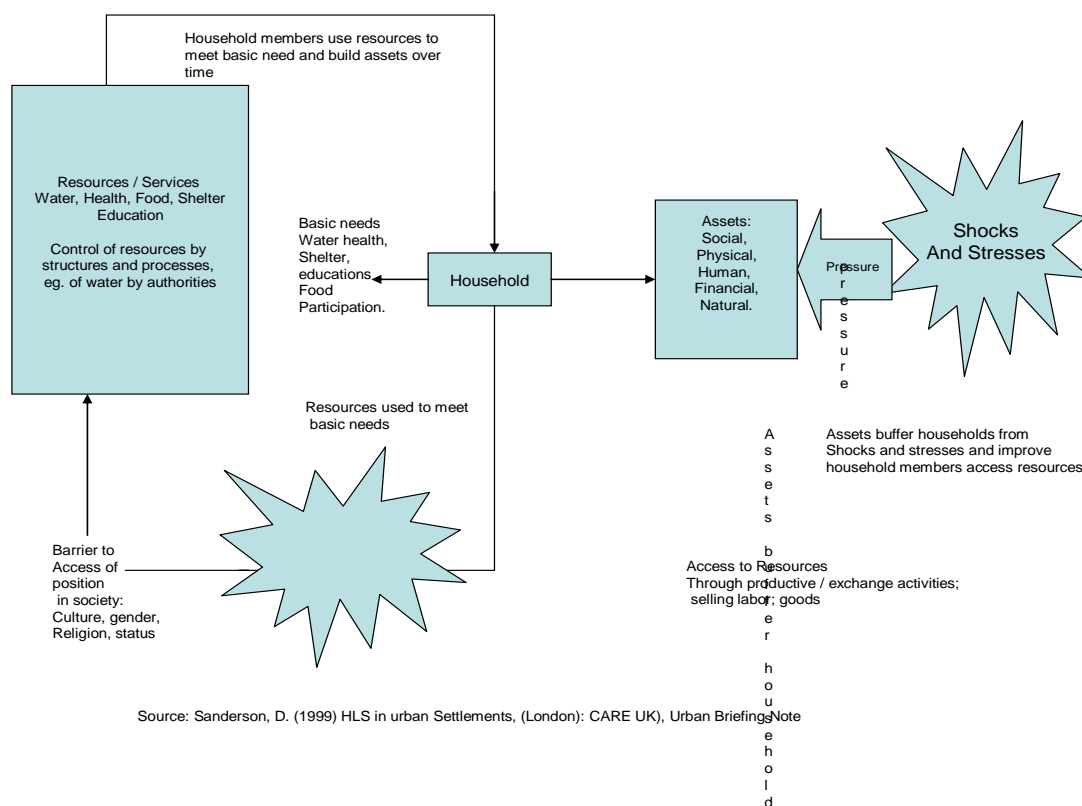 Household members use resources to
meet basic need and build assets over
time
Resources / Services
Water, Health, Food, Shelter
Education
Control of resources by
structures and processes,
eg. of water by authorities
Basic needs
Water health,
Shelter,
educations
Food
Participation.
Household
Assets:
Social,
Physical,
Human,
Financial,
Natural.
Pressure
pressure
Shocks
And Stresses
Resources used to meet
basic needs
Assets buffer households from
Shocks and stresses and improve
household members access resources
Assets buffer household
Barrier to
Access of
position
in society:
Culture, gender,
Religion, status
Access to Resources
Through productive / exchange activities;
selling labor; goods
Source: Sanderson, D. (1999) HLS in urban Settlements, (London): CARE UK), Urban Briefing Note